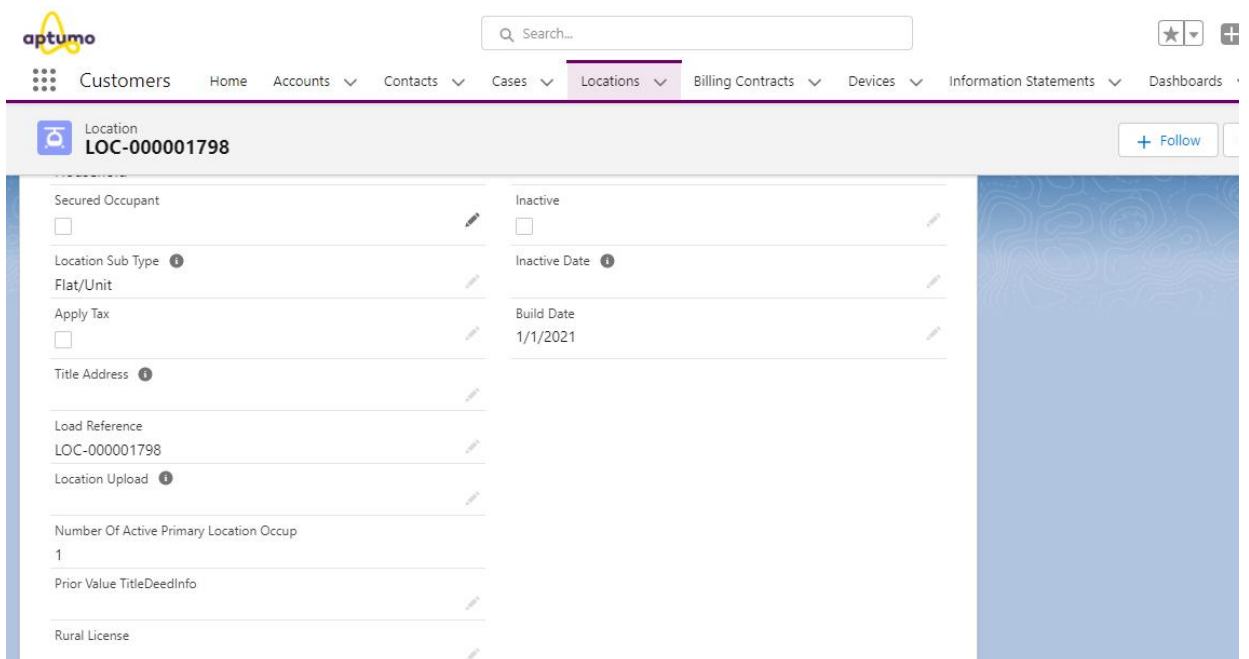 aptumo
Search...
Customers Home Accounts Contacts Cases Locations Billing Contracts Devices Information Statements Dashboards
Location
LOC-000001798
Follow
Secured Occupant
Inactive
Location Sub Type
Flat/Unit
Inactive Date
Apply Tax
Build Date
1/1/2021
Title Address
Load Reference
LOC-000001798
Location Upload
Number Of Active Primary Location Occup
1
Prior Value TitleDeedInfo
Rural License